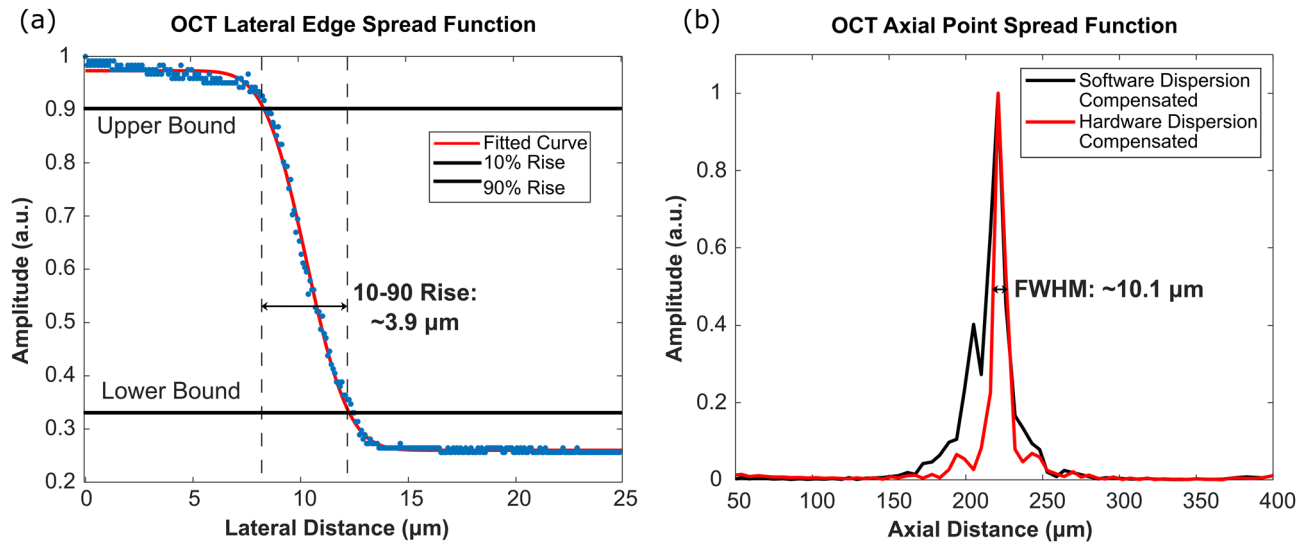 (a)
OCT Lateral Edge Spread Function
1
0.9
0.8
0.7
0.6
0.5
0.4
0.3
0.2
Amplitude (a.u.)
Upper Bound
Fitted Curve
10% Rise
90% Rise
10-90 Rise:
~3.9 µm
Lower Bound
0
5
10
15
20
25
Lateral Distance (µm)
(b)
OCT Axial Point Spread Function
1
0.8
0.6
0.4
0.2
0
Amplitude (a.u.)
Software Dispersion
Compensated
Hardware Dispersion
Compensated
FWHM: ~10.1 µm
50
100
150
200
250
300
350
400
Axial Distance (µm)